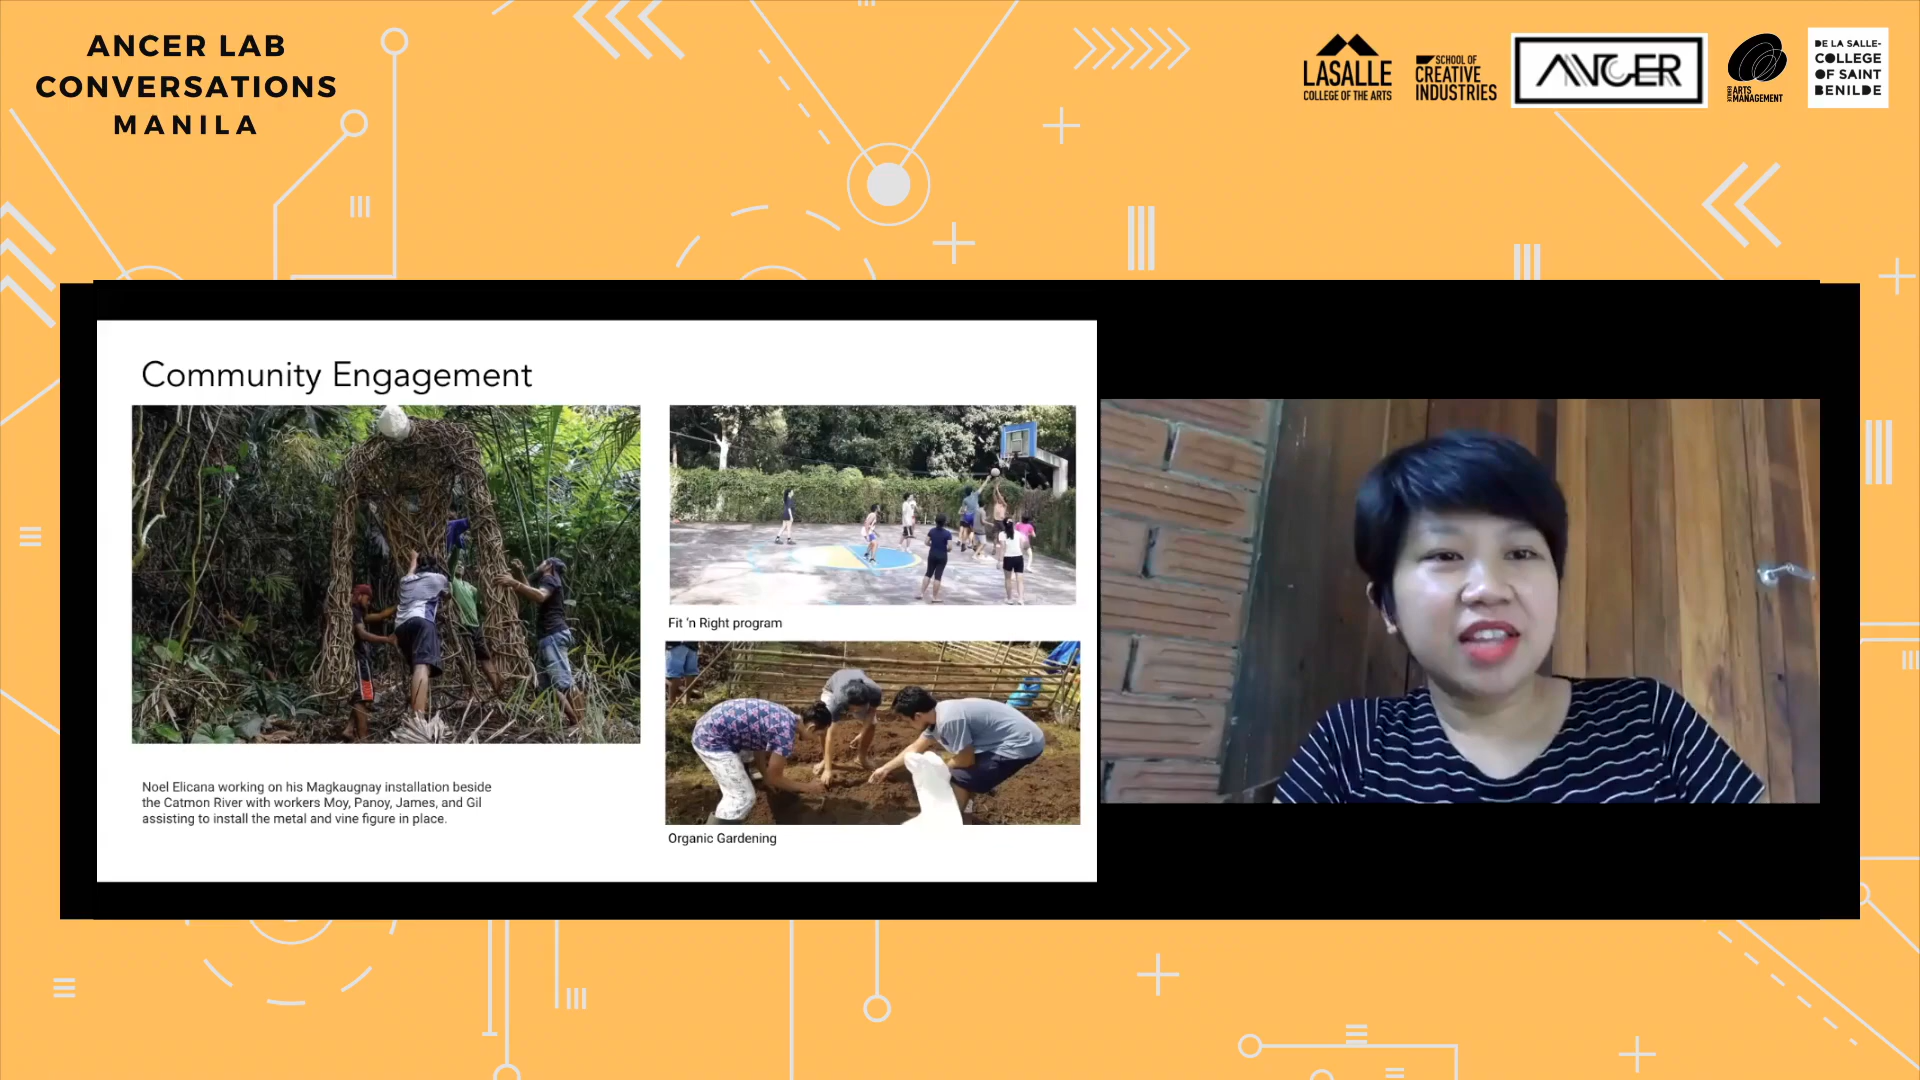 ANCER LAB
CONVERSATIONS
MANILA
LASALLE
COLLEGE OF THE ARTS
SCHOOL OF
CREATIVE
INDUSTRIES
ANCER
ARTS
MANAGEMENT
DE LA SALLE-
COLLEGE
OF SAINT
BENILDE
Community Engagement
Fit ‘n Right program
Noel Elicana working on his Magkaugnay installation beside
the Catmon River with workers Moy, Panoy, James, and Gil
assisting to install the metal and vine figure in place.
Organic Gardening